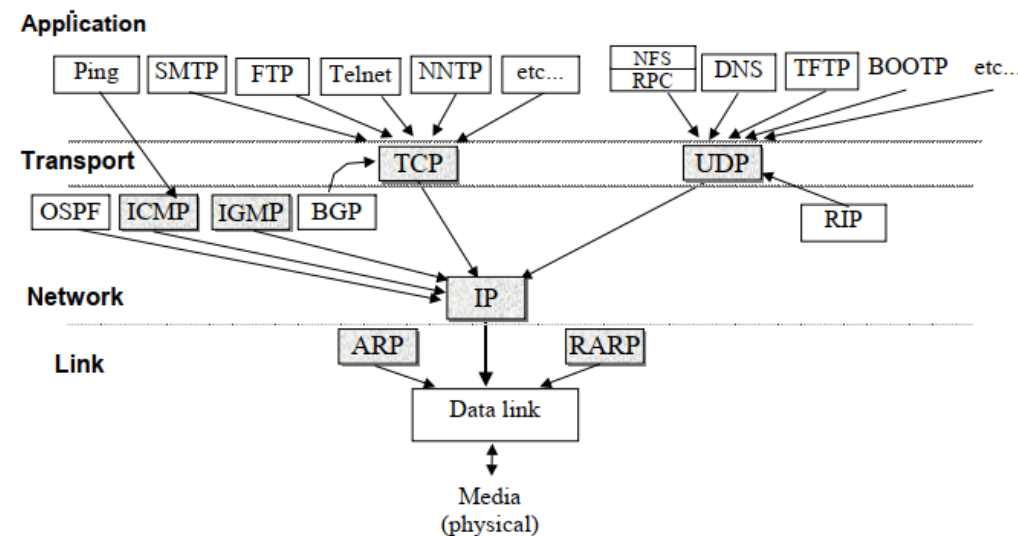 Application
Ping SMTP FTP Telnet NNTP etc... NFS DNS TFTP BOOTP etc...
RPC
Transport TCP UDP
OSPF ICMP IGMP BGP RIP
Network IP
ARP RARP
Link
Data link
Media
(physical)